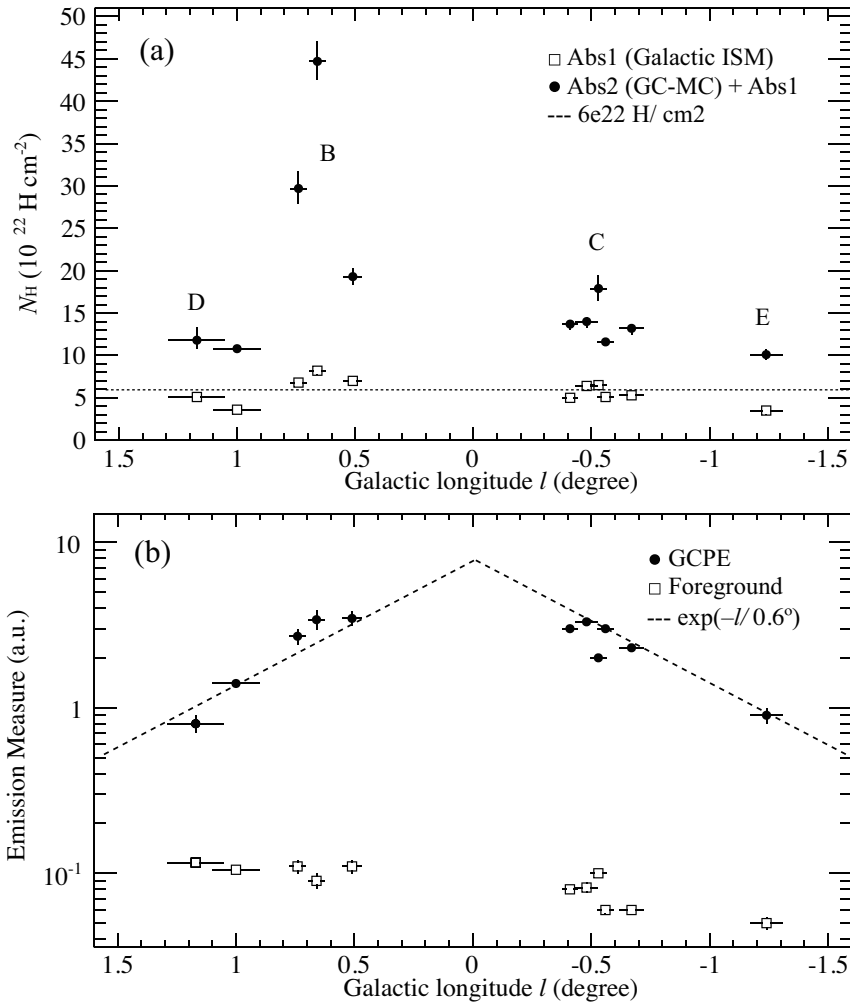 50
45
40
35
30
25
20
15
10
5
0
N_H (10^22 H cm^-2)
(a)
Abs1 (Galactic ISM)
Abs2 (GC-MC) + Abs1
--- 6e22 H/ cm2
B
C
D
E
1.5 1 0.5 0 -0.5 -1 -1.5
Galactic longitude l (degree)
(b)
GCPE
Foreground
--- exp(–l/ 0.6º)
10
1
10^-1
Emission Measure (a.u.)
1.5 1 0.5 0 -0.5 -1 -1.5
Galactic longitude l (degree)